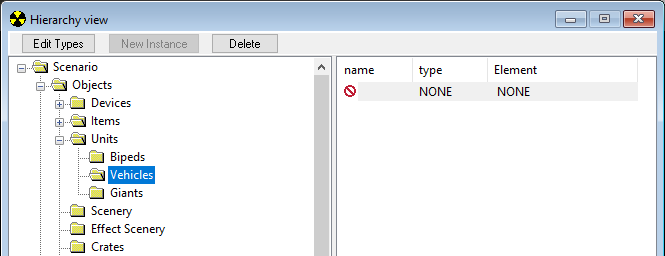 Hierarchy view
Edit Types New Instance Delete
Scenario
Objects
Devices
Items
Units
Bipeds
Vehicles
Giants
Scenery
Effect Scenery
Crates
name type Element
NONE NONE